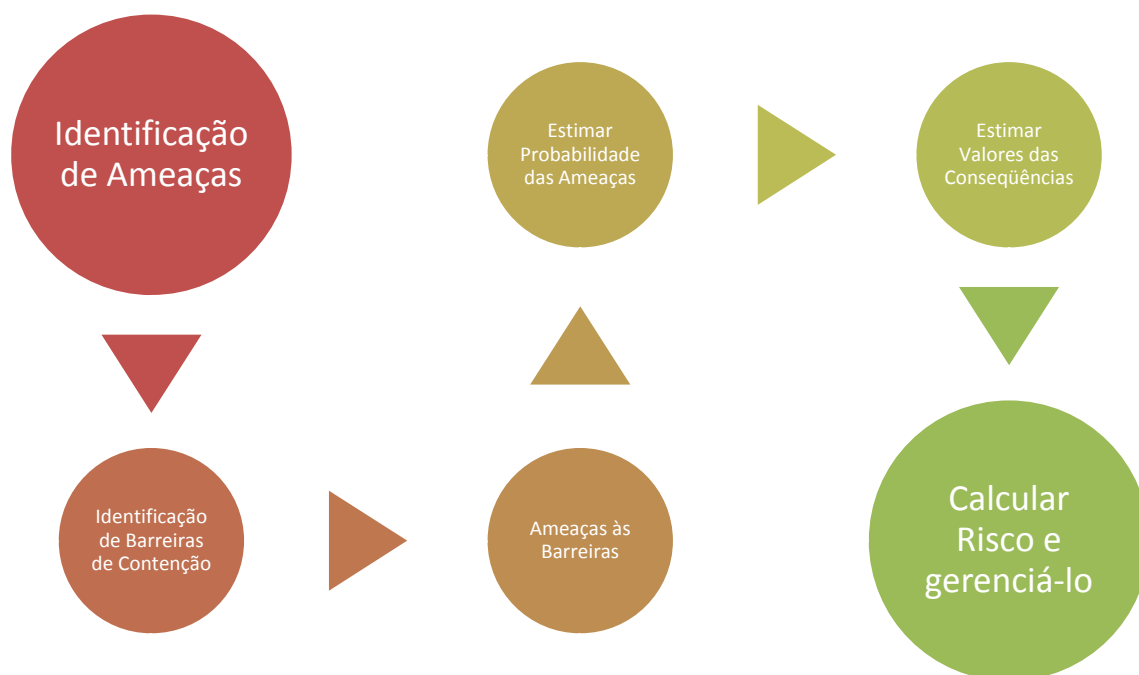 Identificação
de Ameaças
Identificação
de Barreiras
de Contenção
Ameaças às
Barreiras
Estimar
Probabilidade
das Ameaças
Estimar
Valores das
Conseqüências
Calcular
Risco e
gerenciá-lo